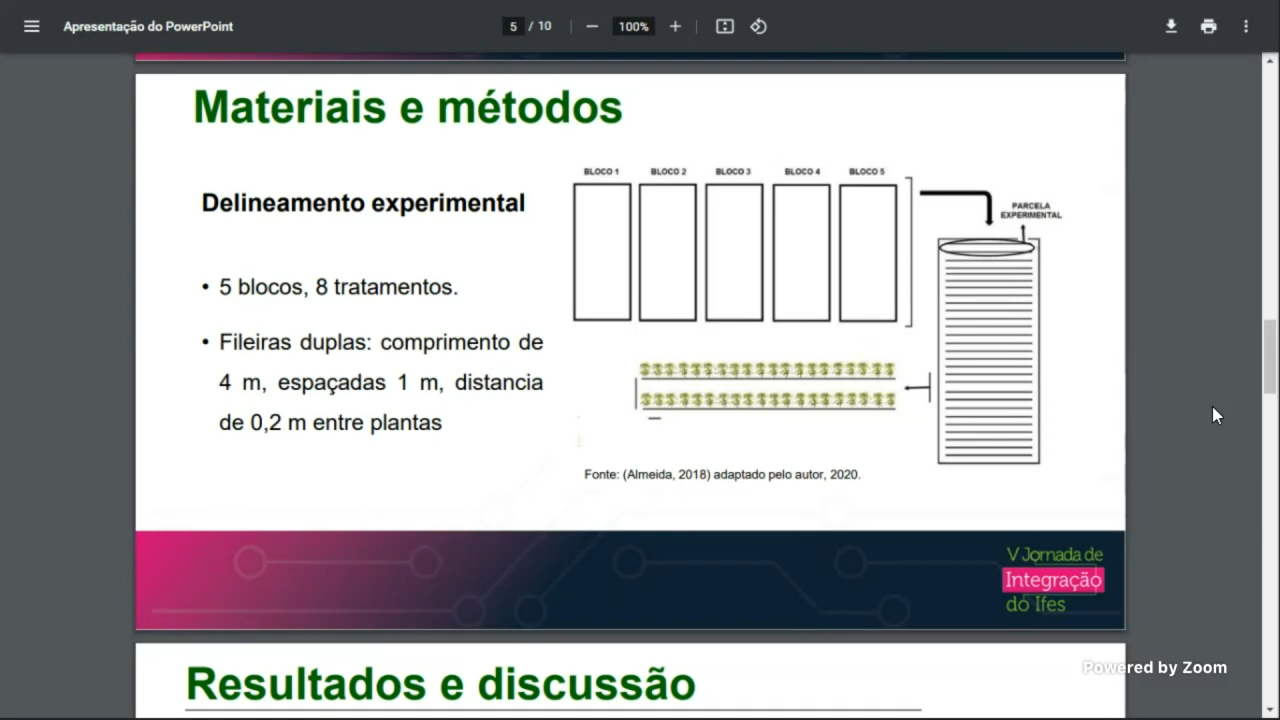 Apresentação do PowerPoint
5 / 10
100%
Materiais e métodos
Delineamento experimental
• 5 blocos, 8 tratamentos.
• Fileiras duplas: comprimento de
4 m, espaçadas 1 m, distancia
de 0,2 m entre plantas
BLOCO 1 BLOCO 2 BLOCO 3 BLOCO 4 BLOCO 5
PARCELA
EXPERIMENTAL
Fonte: (Almeida, 2018) adaptado pelo autor, 2020.
V Jornada de
Integração
do Ifes
Resultados e discussão
Powered by Zoom